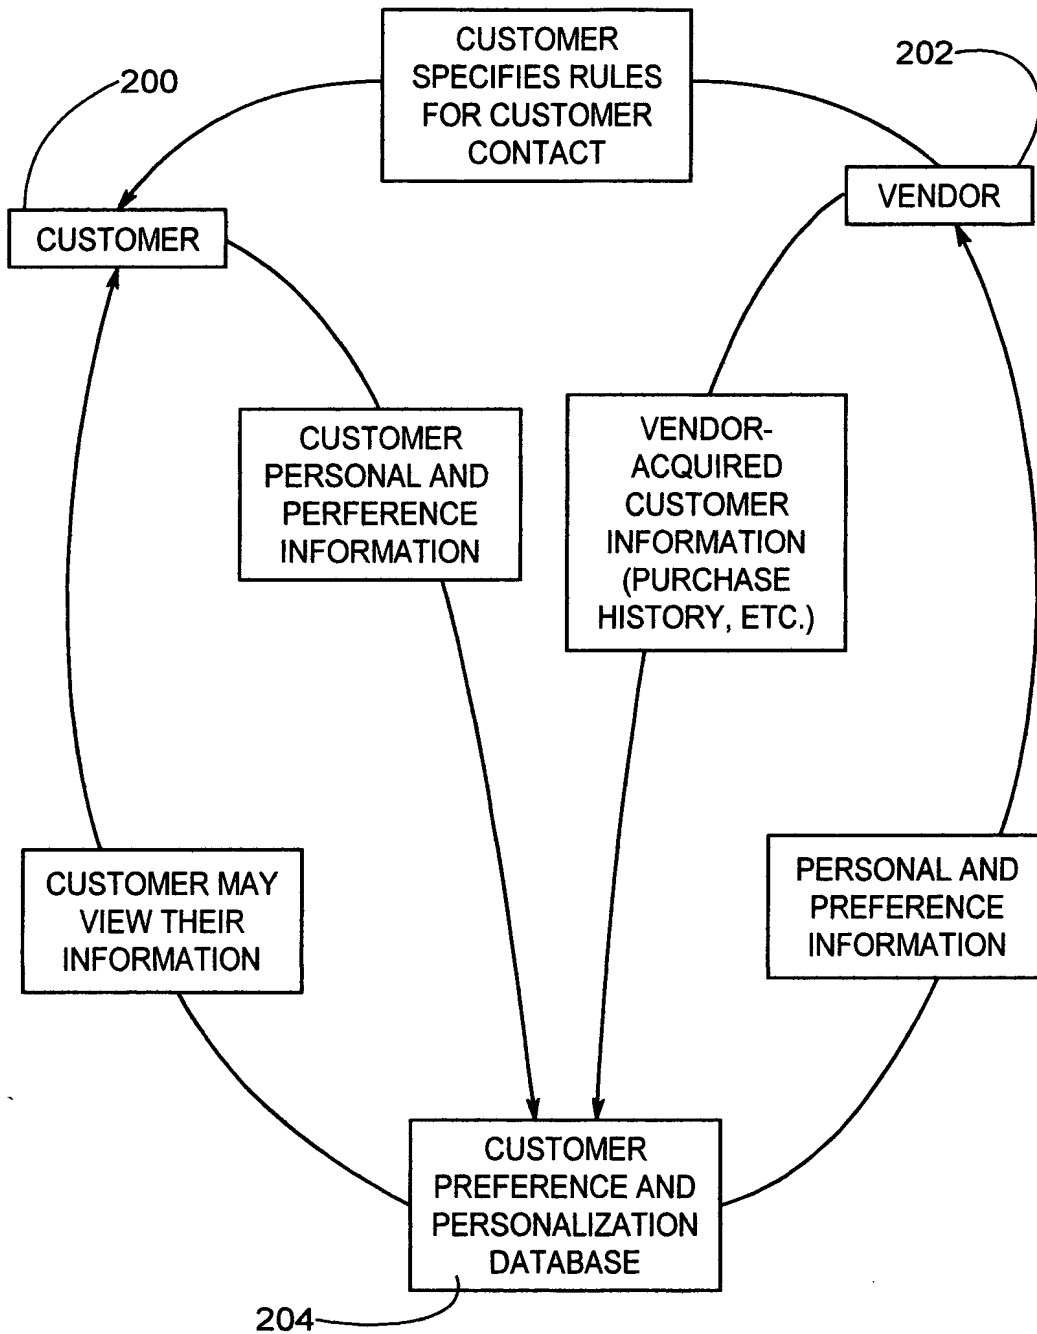 CUSTOMER
SPECIFIES RULES
FOR CUSTOMER
CONTACT
200
202
CUSTOMER
VENDOR
CUSTOMER
PERSONAL AND
PERFERENCE
INFORMATION
VENDOR-
ACQUIRED
CUSTOMER
INFORMATION
(PURCHASE
HISTORY, ETC.)
CUSTOMER MAY
VIEW THEIR
INFORMATION
PERSONAL AND
PREFERENCE
INFORMATION
CUSTOMER
PREFERENCE AND
PERSONALIZATION
DATABASE
204